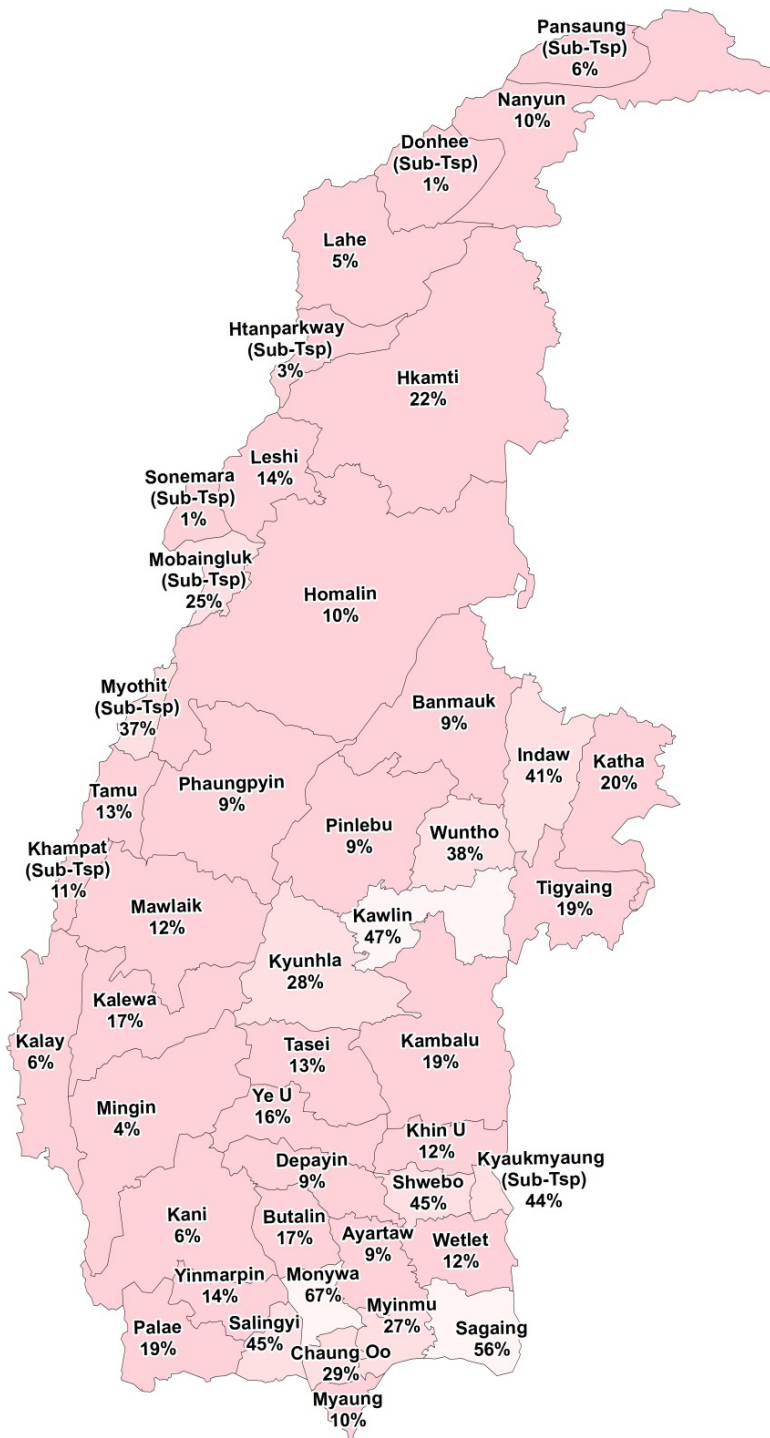 Pansaung
(Sub-Tsp)
6%
Nanyun
10%
Donhee
(Sub-Tsp)
1%
Lahe
5%
Htanparkway
(Sub-Tsp)
3%
Hkamti
22%
Leshi
14%
Sonemara
(Sub-Tsp)
1%
Mobaingluk
(Sub-Tsp)
25%
Homalin
10%
Myothit
(Sub-Tsp)
37%
Banmauk
9%
Indaw
41%
Katha
20%
Tamu
13%
Phaungpyin
9%
Pinlebu
9%
Wuntho
38%
Khampat
(Sub-Tsp)
11%
Mawlaik
12%
Kawlin
47%
Tigyaing
19%
Kyunhla
28%
Kalewa
17%
Kalay
6%
Tasei
13%
Kambalu
19%
Mingin
4%
Ye U
16%
Khin U
12%
Depayin
9%
Shwebo
45%
Kyaukmyaung
(Sub-Tsp)
44%
Kani
6%
Butalin
17%
Ayartaw
9%
Wetlet
12%
Yinmarpin
14%
Monywa
67%
Myinmu
27%
Palae
19%
Salingyi
45%
Sagaing
56%
Chaung Oo
29%
Myaung
10%